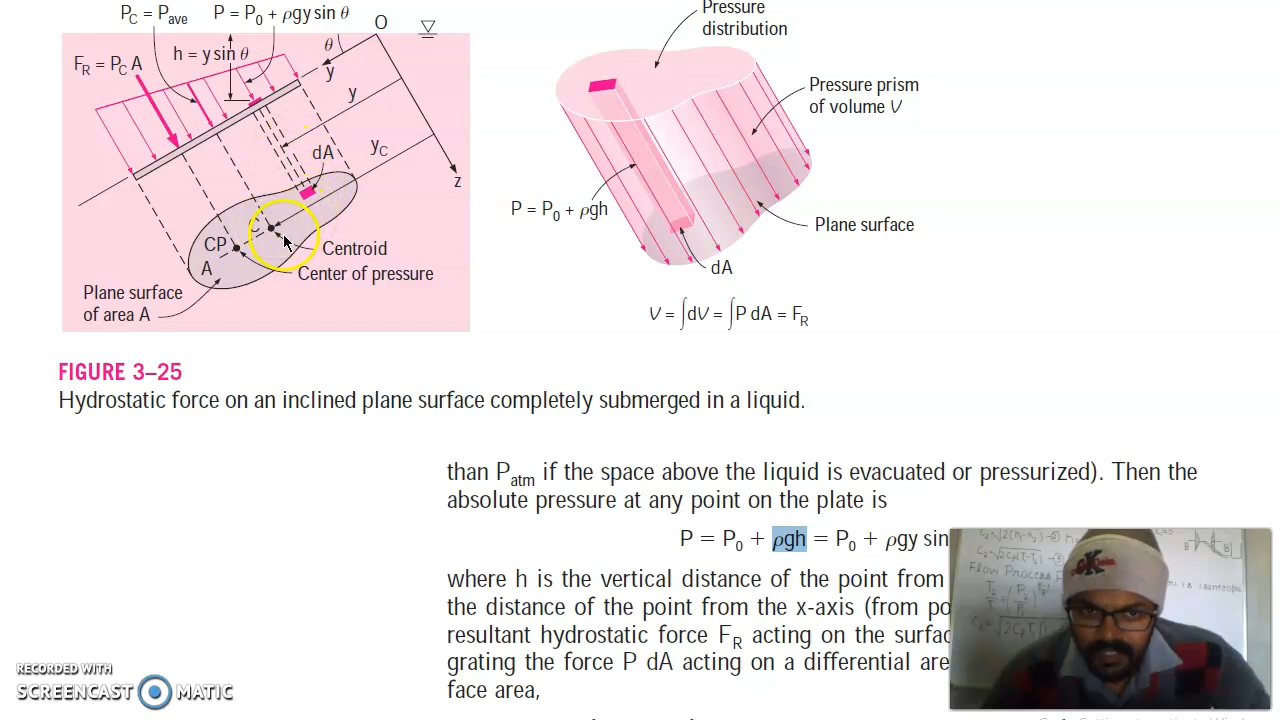 P_C = P_ave
P = P_0 + ρgy sin θ
O
Pressure
distribution
h = y sin θ
θ
F_R = P_C A
y
y
Pressure prism
of volume V
dA
y_C
z
P = P_0 + ρgh
C
CP
A
Centroid
Center of pressure
Plane surface
dA
Plane surface
of area A
V = ∫dV = ∫P dA = F_R
FIGURE 3–25
Hydrostatic force on an inclined plane surface completely submerged in a liquid.
than P_atm if the space above the liquid is evacuated or pressurized). Then the
absolute pressure at any point on the plate is
P = P_0 + ρgh = P_0 + ρgy sin
where h is the vertical distance of the point from
the distance of the point from the x-axis (from po
resultant hydrostatic force F_R acting on the surfac
grating the force P dA acting on a differential are
face area,
Flow Process
RECORDED WITH
SCREENCAST MATIC